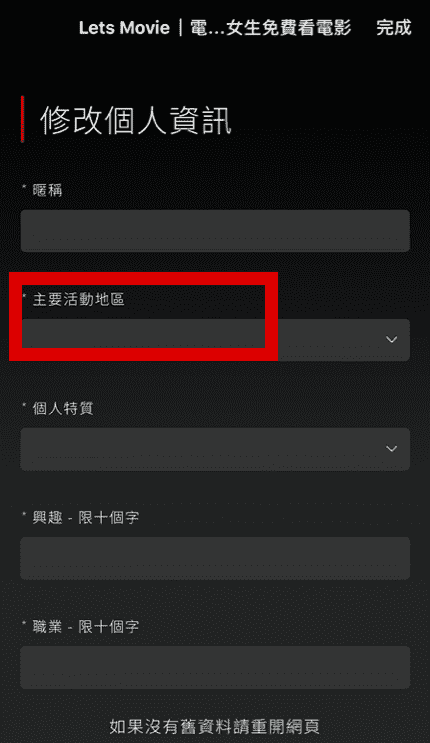 Lets Movie｜電...女生免費看電影 完成
修改個人資訊
* 暱稱
* 主要活動地區
* 個人特質
* 興趣 - 限十個字
* 職業 - 限十個字
如果沒有舊資料請重開網頁